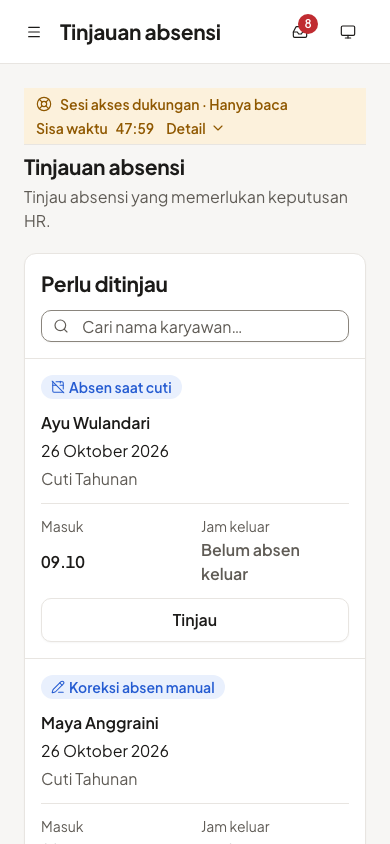 Tinjauan absensi
8
Sesi akses dukungan · Hanya baca
Sisa waktu 47:59 Detail
Tinjauan absensi
Tinjau absensi yang memerlukan keputusan
HR.
Perlu ditinjau
Cari nama karyawan...
Absen saat cuti
Ayu Wulandari
26 Oktober 2026
Cuti Tahunan
Masuk Jam keluar
09.10 Belum absen
keluar
Tinjau
Koreksi absen manual
Maya Anggraini
26 Oktober 2026
Cuti Tahunan
Masuk Jam keluar